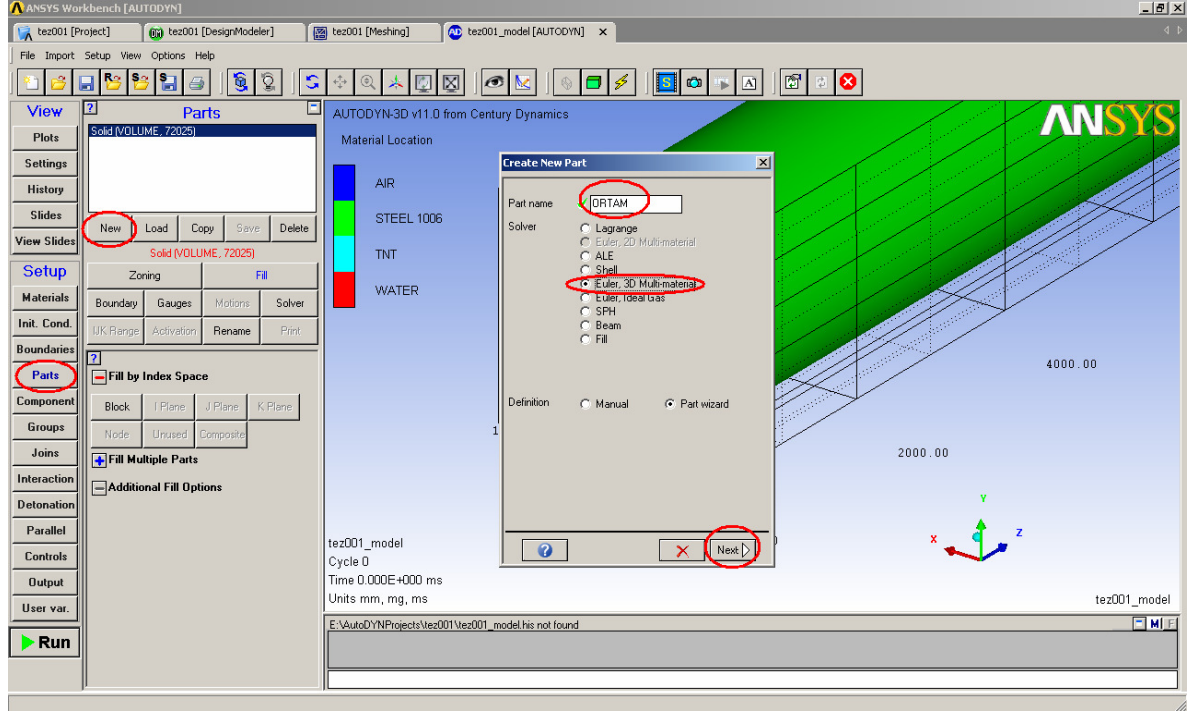 ANSYS Workbench [AUTODYN]
tez001 [Project]
tez001 [DesignModeler]
tez001 [Meshing]
tez001_model [AUTODYN]
File Import Setup View Options Help
View
Plots
Settings
History
Slides
View Slides
Setup
Materials
Init. Cond.
Boundaries
Parts
Component
Groups
Joins
Interaction
Detonation
Parallel
Controls
Output
User var.
Run
Parts
Solid (VOLUME, 72025)
New Load Copy Save Delete
Solid (VOLUME, 72025)
Zoning Fill
Boundary Gauges Motions Solver
IJK Range Activation Rename Print
Fill by Index Space
Block I Plane J Plane K Plane
Node Unused Composite
Fill Multiple Parts
Additional Fill Options
AUTODYN-3D v11.0 from Century Dynamics
Material Location
AIR
STEEL 1006
TNT
WATER
ANSYS
Create New Part
Part name ORTAM
Solver
Lagrange
Euler, 2D Multi-material
ALE
Shell
Euler, 3D Multi-material
Euler, Ideal Gas
SPH
Beam
Fill
Definition Manual Part wizard
Next
4000.00
2000.00
1
Y
X
Z
tez001_model
Cycle 0
Time 0.000E+000 ms
Units mm, mg, ms
tez001_model
E:\AutoDYNProjects\tez001\tez001_model.his not found
M F